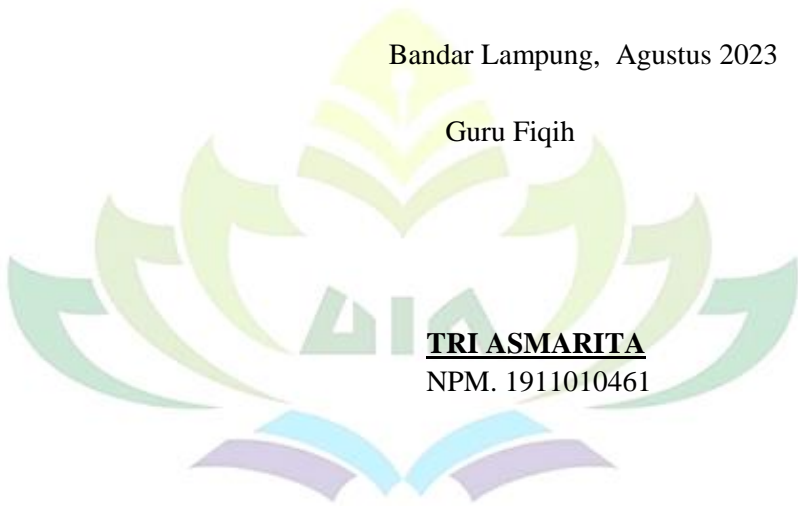 Bandar Lampung, Agustus 2023
Guru Fiqih
TRI ASMARITA
NPM. 1911010461